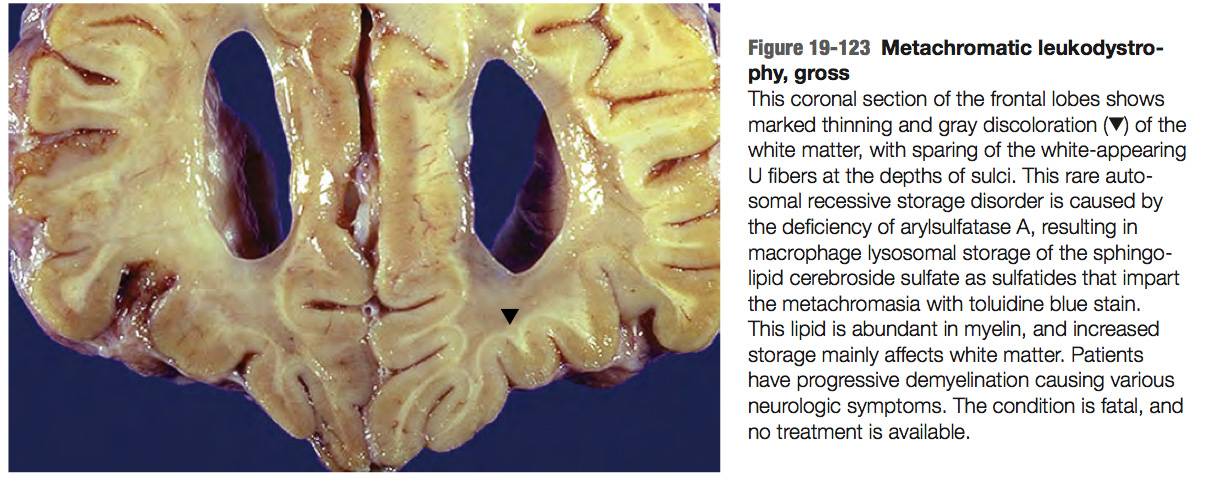 Figure 19-123 Metachromatic leukodystro-
phy, gross
This coronal section of the frontal lobes shows
marked thinning and gray discoloration (▼) of the
white matter, with sparing of the white-appearing
U fibers at the depths of sulci. This rare auto-
somal recessive storage disorder is caused by
the deficiency of arylsulfatase A, resulting in
macrophage lysosomal storage of the sphingo-
lipid cerebroside sulfate as sulfatides that impart
the metachromasia with toluidine blue stain.
This lipid is abundant in myelin, and increased
storage mainly affects white matter. Patients
have progressive demyelination causing various
neurologic symptoms. The condition is fatal, and
no treatment is available.